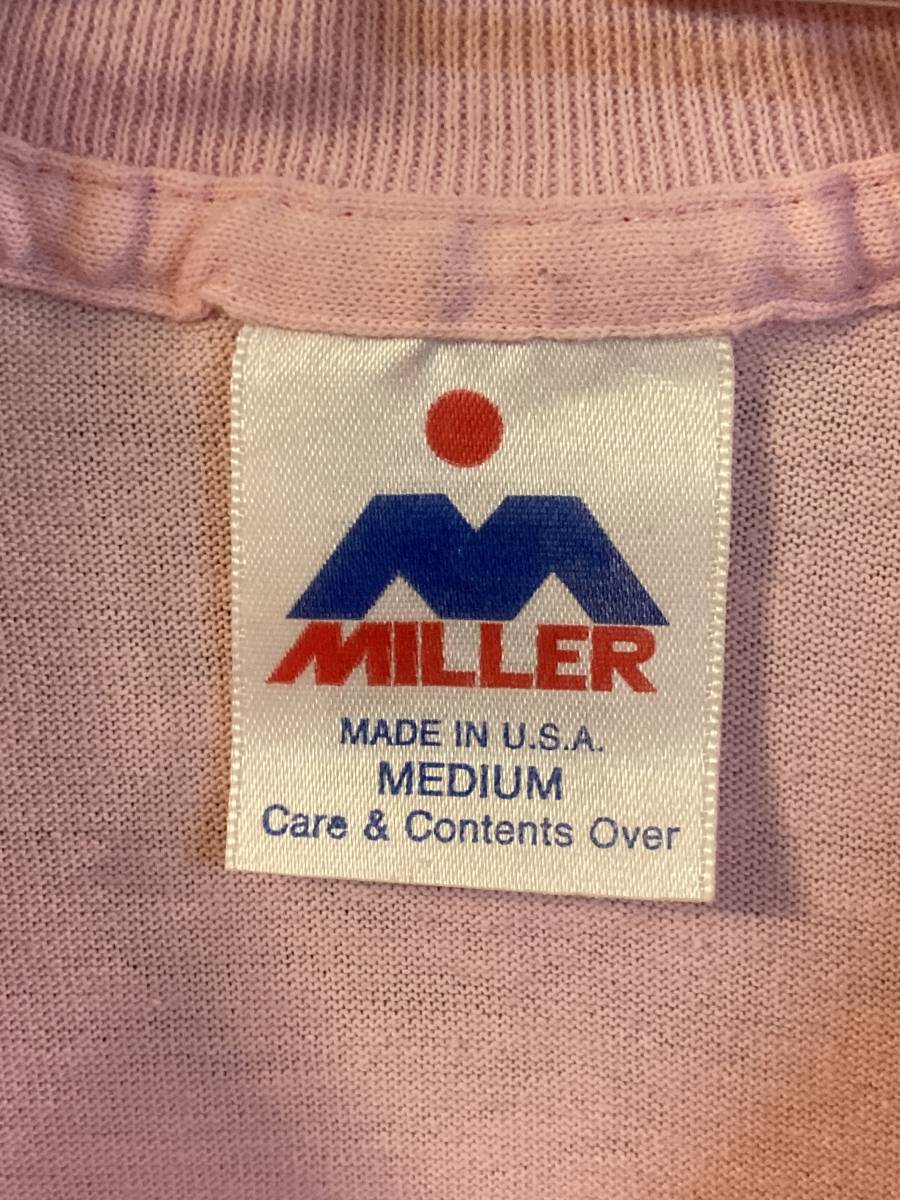 MILLER
MADE IN U.S.A.
MEDIUM
Care & Contents Over